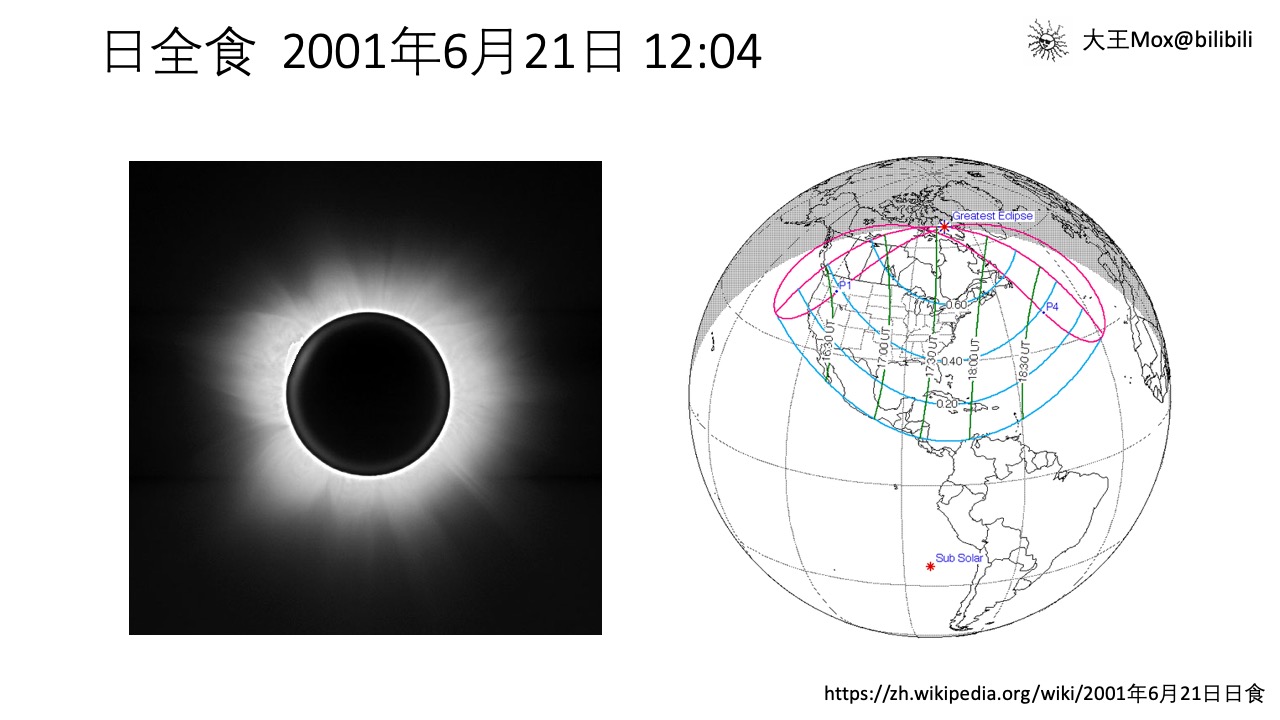 日全食 2001年6月21日 12:04
大王Mox@bilibili
Greatest Eclipse
P1
P4
0.60
0.40
0.20
16:30 UT
17:00 UT
17:30 UT
18:00 UT
18:30 UT
Sub Solar
https://zh.wikipedia.org/wiki/2001年6月21日日食